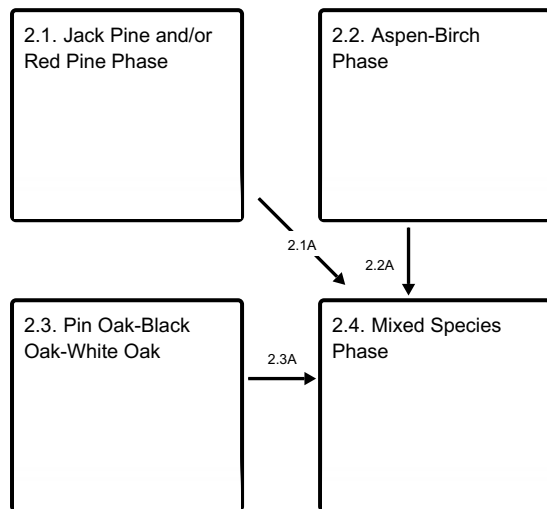 2.1. Jack Pine and/or
Red Pine Phase
2.2. Aspen-Birch
Phase
2.1A
2.2A
2.3. Pin Oak-Black
Oak-White Oak
2.3A
2.4. Mixed Species
Phase